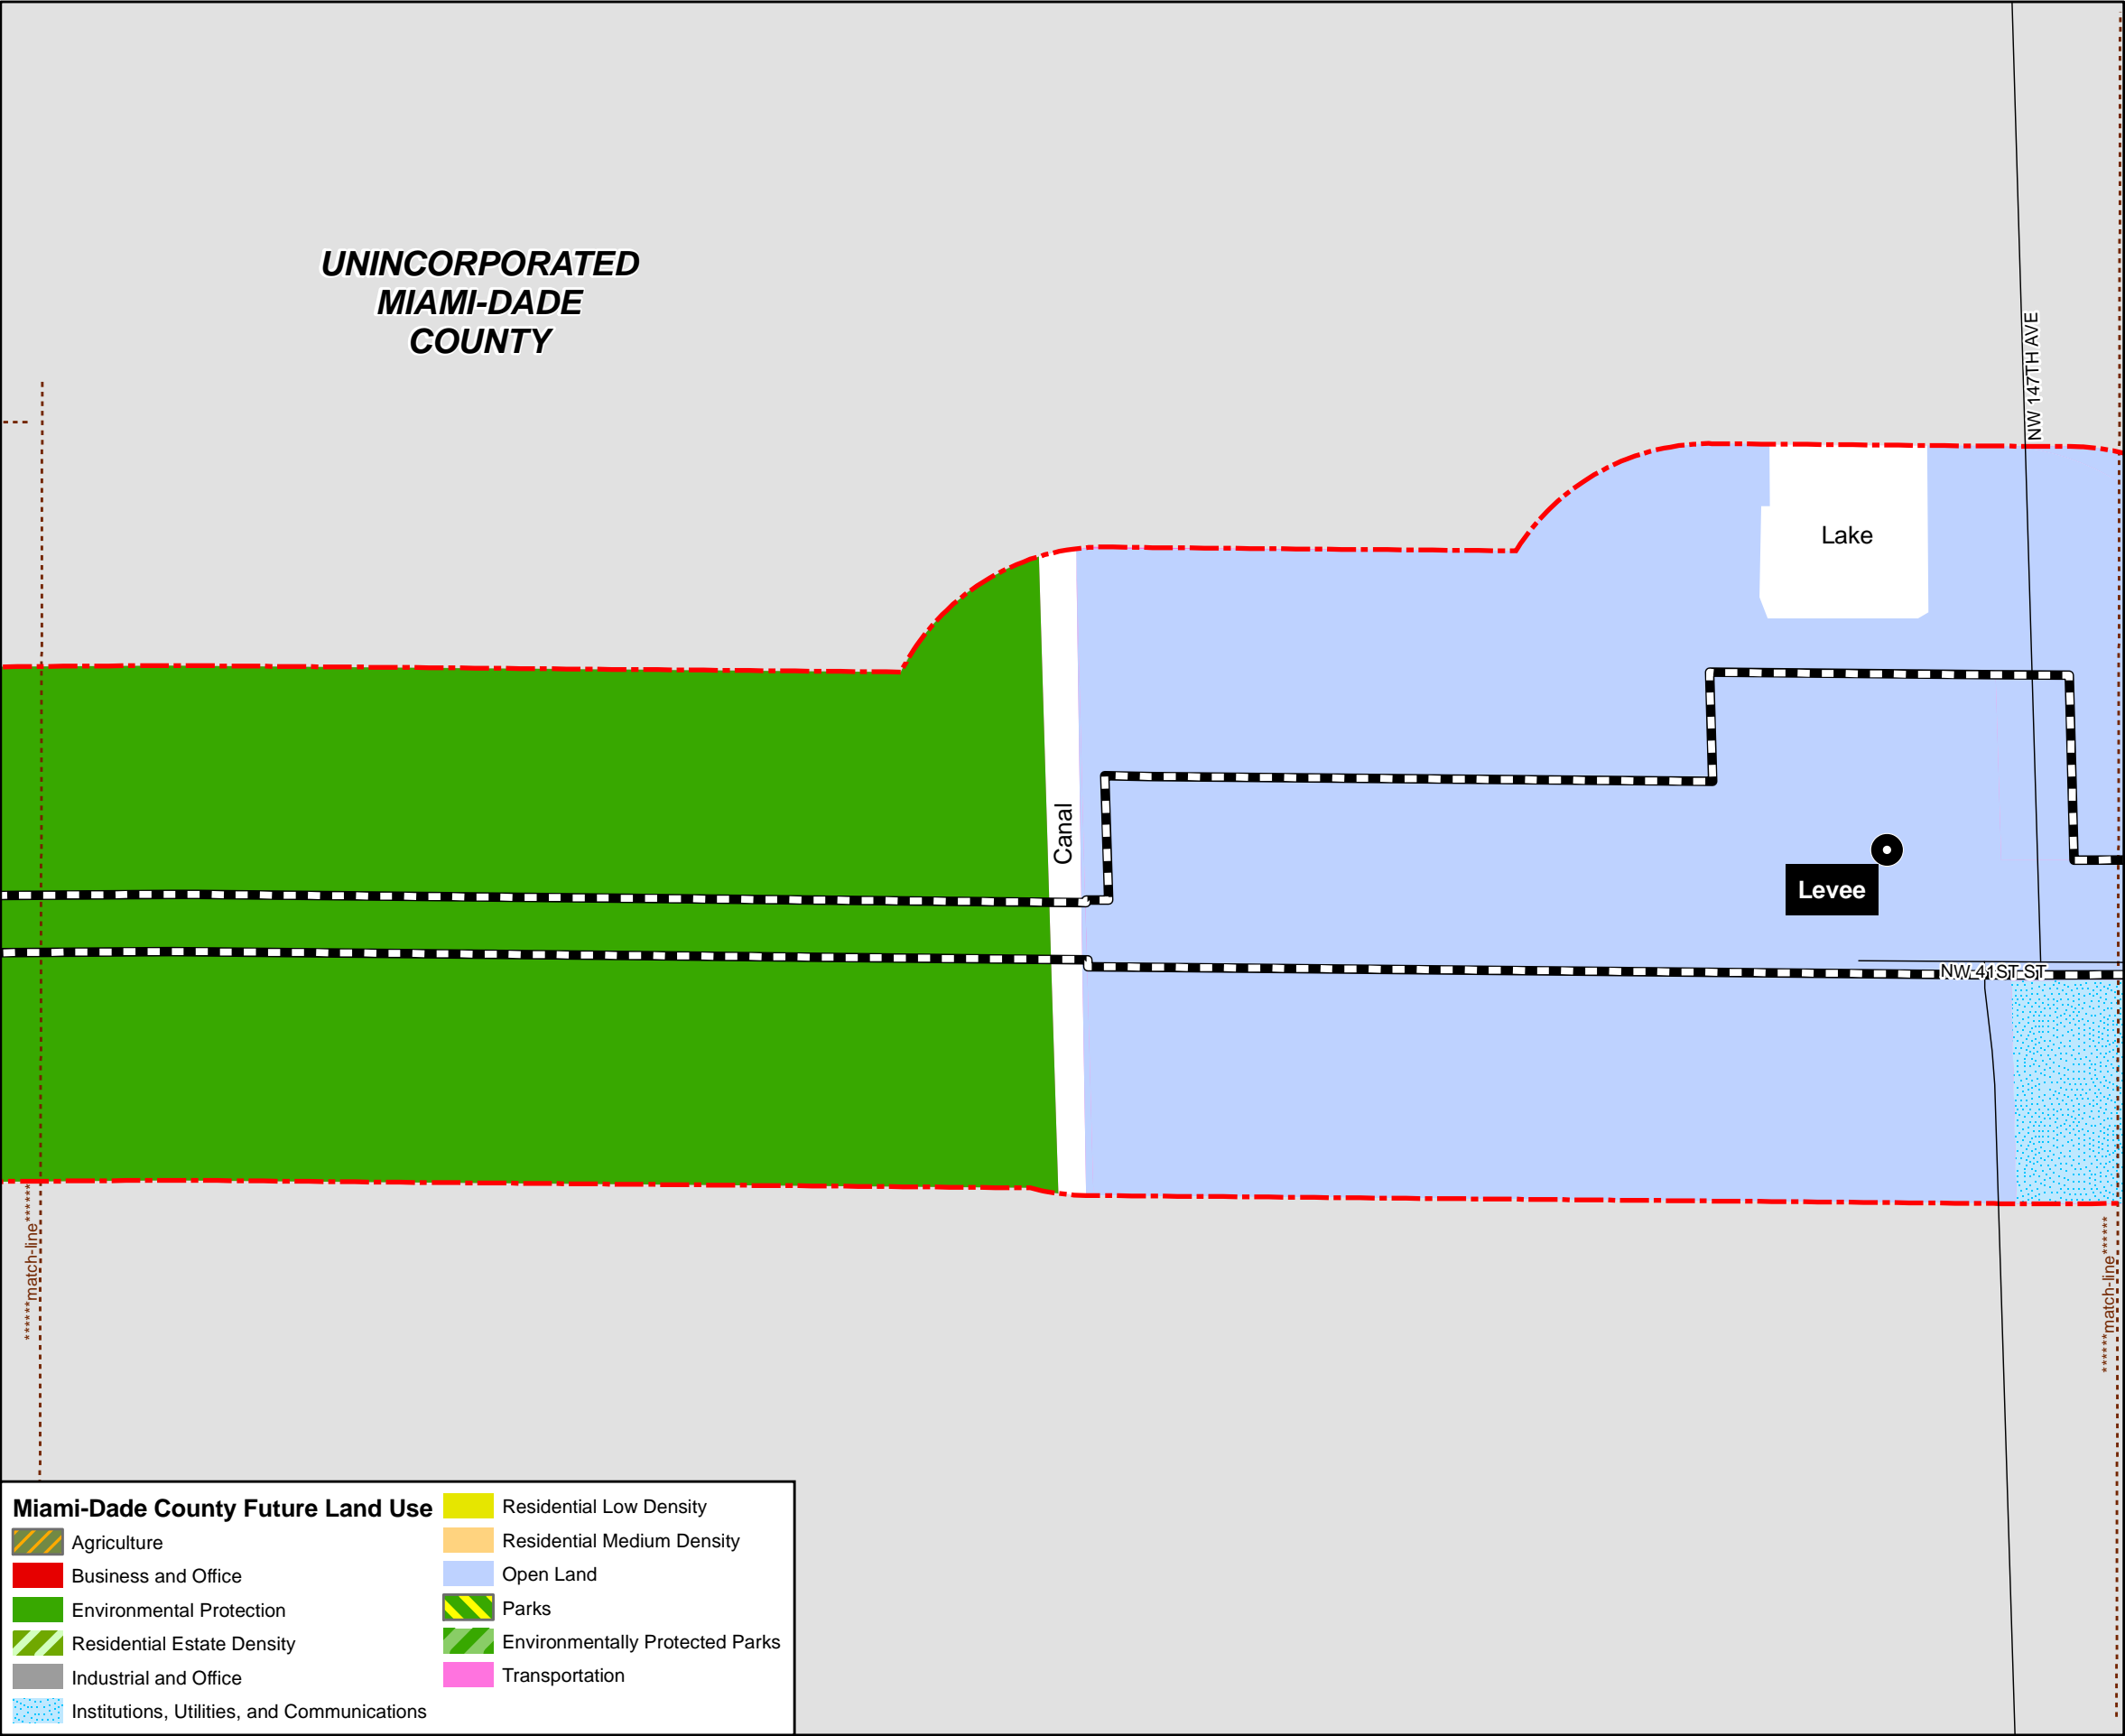 UNINCORPORATED
MIAMI-DADE
COUNTY
NW 147TH AVE
Lake
Canal
Levee
NW 41ST ST
******match-line******
******match-line******
Miami-Dade County Future Land Use
Agriculture
Business and Office
Environmental Protection
Residential Estate Density
Industrial and Office
Institutions, Utilities, and Communications
Residential Low Density
Residential Medium Density
Open Land
Parks
Environmentally Protected Parks
Transportation